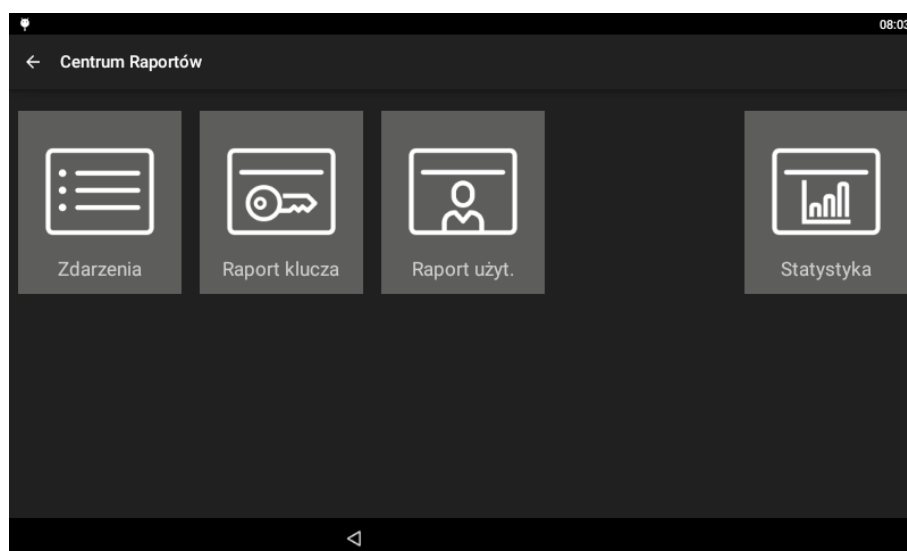 08:03
Centrum Raportów
Zdarzenia
Raport klucza
Raport użyt.
Statystyka